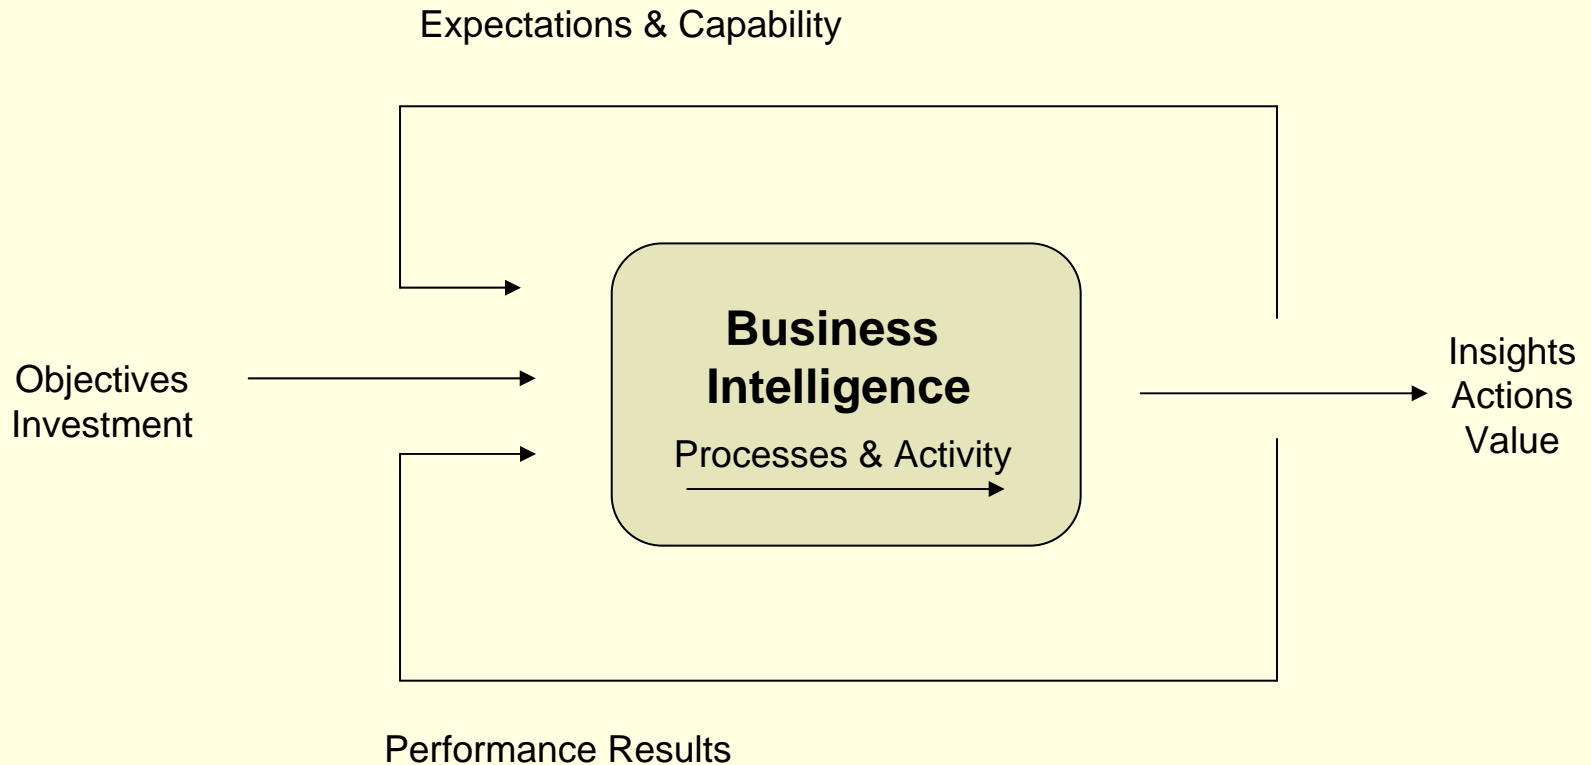 Expectations & Capability
Objectives
Investment
Business
Intelligence
Processes & Activity
Insights
Actions
Value
Performance Results